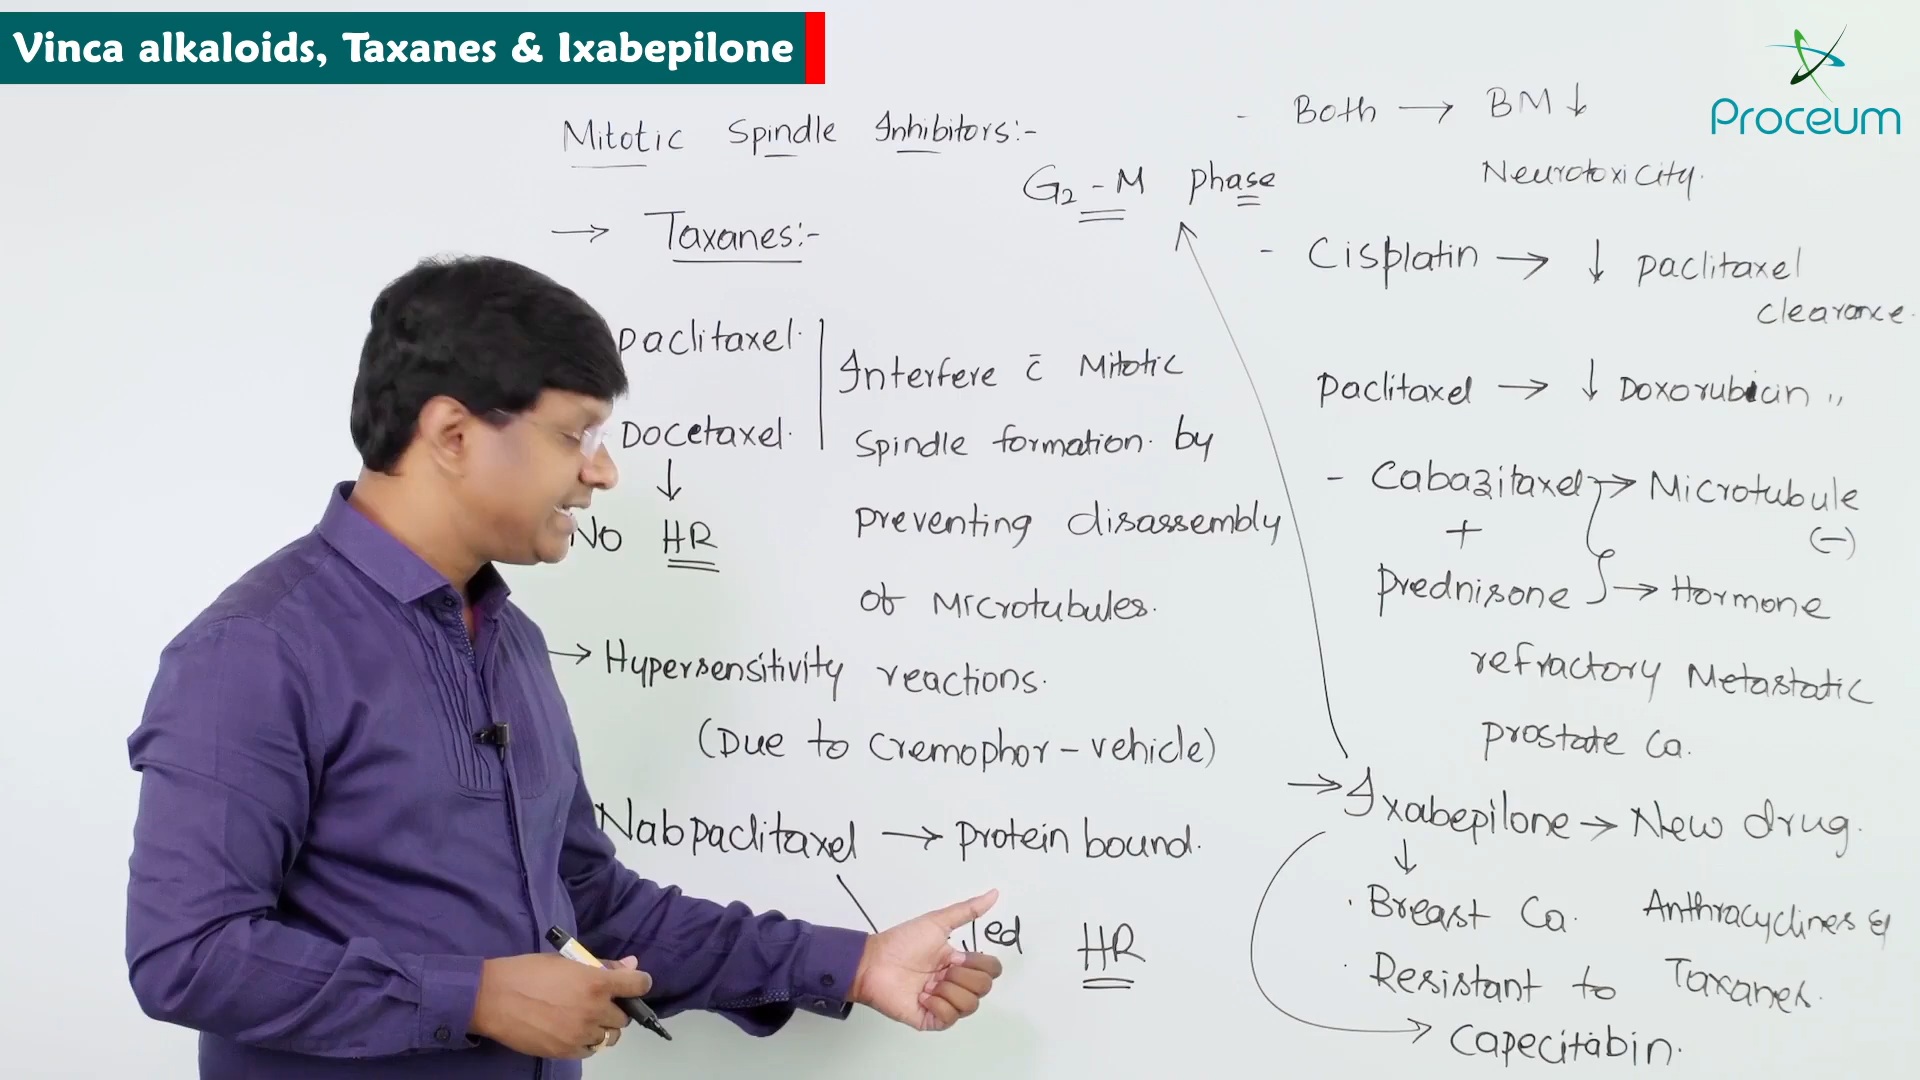 Vinca alkaloids, Taxanes & Ixabepilone
Proceum
Mitotic Spindle Inhibitors:-
G2 - M phase
→ Taxanes:-
paclitaxel.
Docetaxel.
↓
No HR
Interfere c̄ Mitotic
Spindle formation. by
preventing disassembly
of Microtubules.
→ Hypersensitivity reactions.
(Due to Cremophor - vehicle)
Nabpaclitaxel → protein bound.
↓ed HR
- Both → BM ↓
Neurotoxicity.
- Cisplatin → ↓ paclitaxel
clearance.
paclitaxel → ↓ Doxorubicin ,,
- Cabazitaxel → Microtubule
+ (-)
prednisone → Hormone
refractory Metastatic
prostate Ca.
→ Ixabepilone → New drug.
↓
. Breast Ca. Anthracyclines &
. Resistant to Taxanes.
→ Capecitabin.